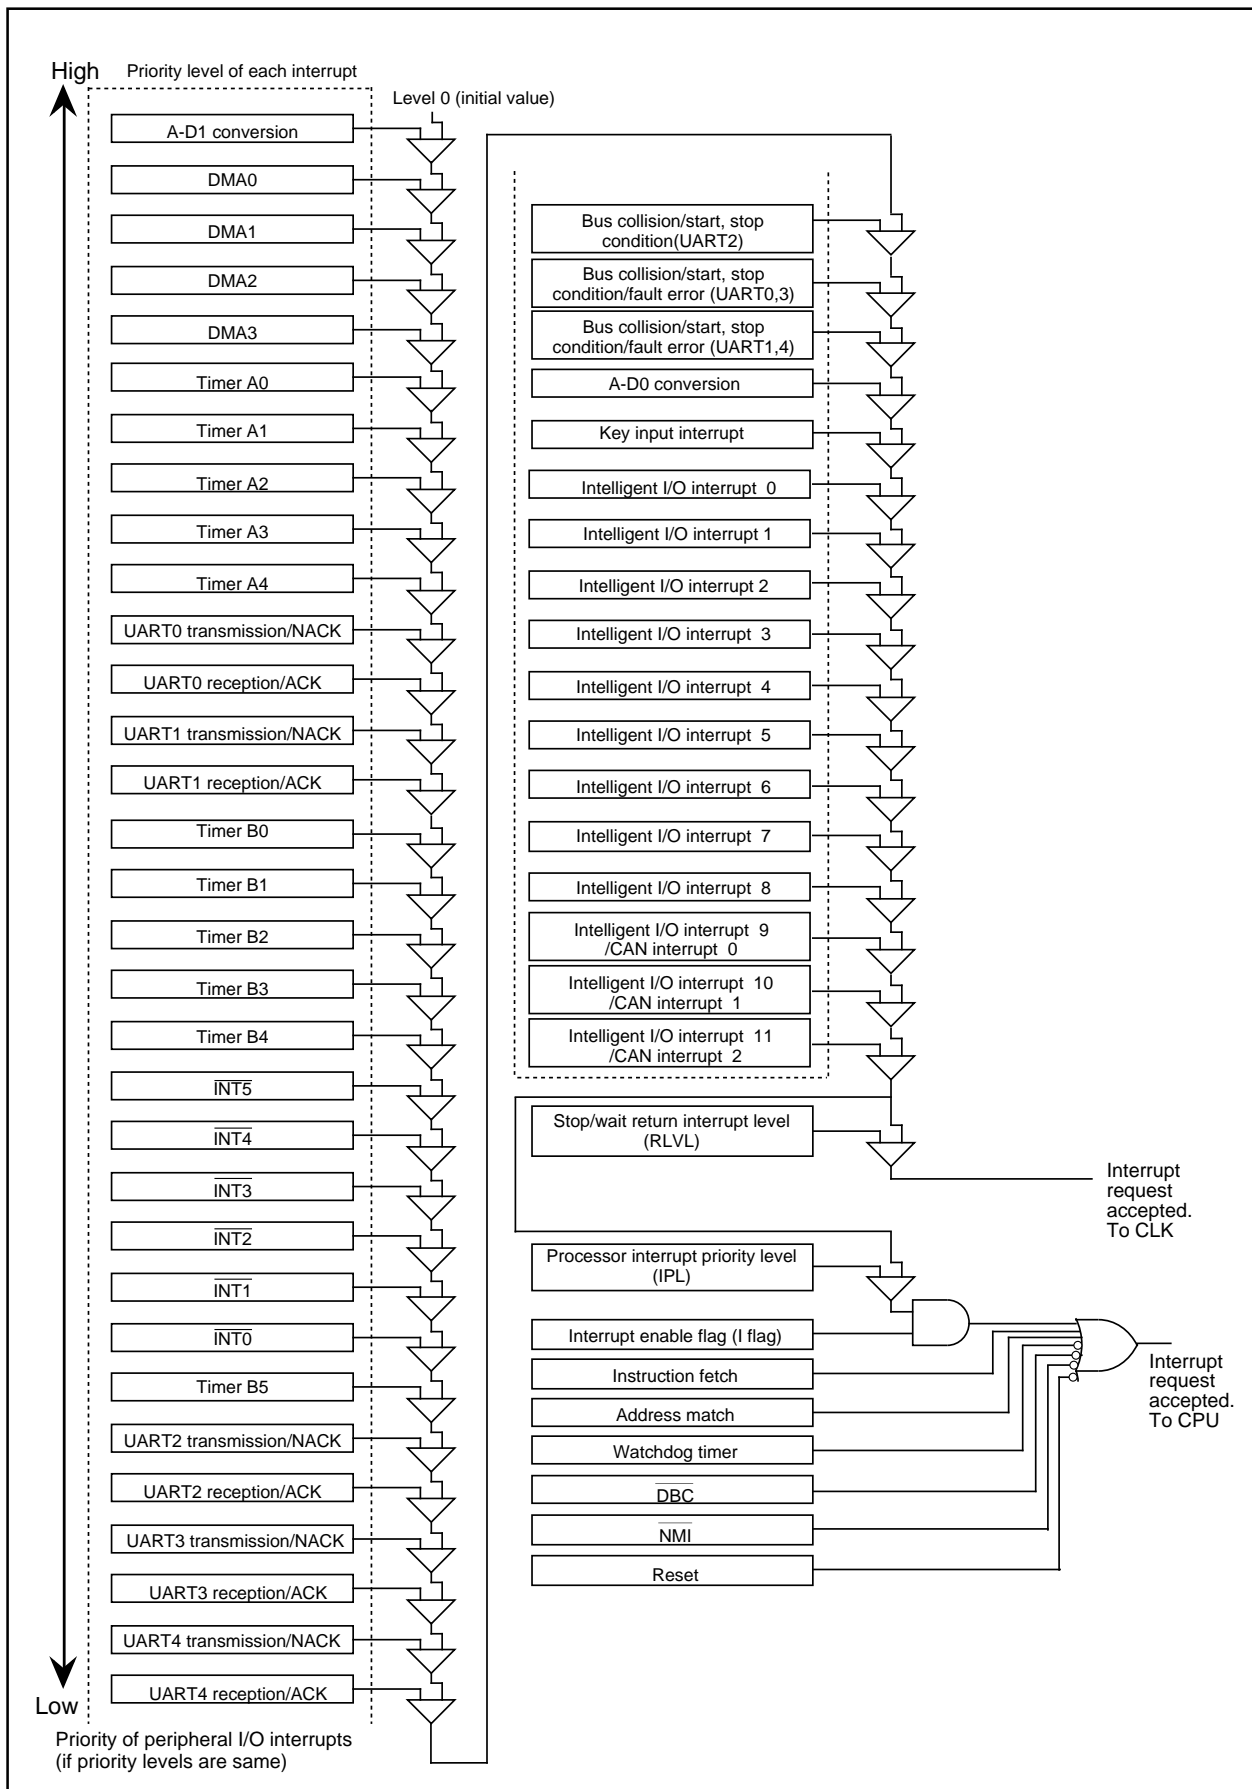 High
Priority level of each interrupt
Level 0 (initial value)
A-D1 conversion
DMA0
DMA1
DMA2
DMA3
Timer A0
Timer A1
Timer A2
Timer A3
Timer A4
UART0 transmission/NACK
UART0 reception/ACK
UART1 transmission/NACK
UART1 reception/ACK
Timer B0
Timer B1
Timer B2
Timer B3
Timer B4
INT5
INT4
INT3
INT2
INT1
INT0
Timer B5
UART2 transmission/NACK
UART2 reception/ACK
UART3 transmission/NACK
UART3 reception/ACK
UART4 transmission/NACK
UART4 reception/ACK
Low
Priority of peripheral I/O interrupts
(if priority levels are same)
Bus collision/start, stop
condition(UART2)
Bus collision/start, stop
condition/fault error (UART0,3)
Bus collision/start, stop
condition/fault error (UART1,4)
A-D0 conversion
Key input interrupt
Intelligent I/O interrupt 0
Intelligent I/O interrupt 1
Intelligent I/O interrupt 2
Intelligent I/O interrupt 3
Intelligent I/O interrupt 4
Intelligent I/O interrupt 5
Intelligent I/O interrupt 6
Intelligent I/O interrupt 7
Intelligent I/O interrupt 8
Intelligent I/O interrupt 9
/CAN interrupt 0
Intelligent I/O interrupt 10
/CAN interrupt 1
Intelligent I/O interrupt 11
/CAN interrupt 2
Stop/wait return interrupt level
(RLVL)
Interrupt
request
accepted.
To CLK
Processor interrupt priority level
(IPL)
Interrupt enable flag (I flag)
Instruction fetch
Address match
Watchdog timer
DBC
NMI
Reset
Interrupt
request
accepted.
To CPU